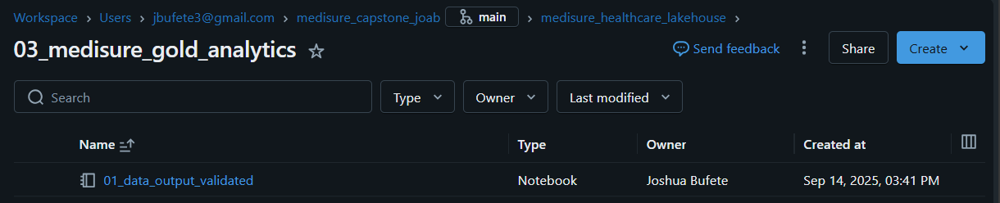 Workspace > Users > jbufete3@gmail.com > medisure_capstone_joab main > medisure_healthcare_lakehouse >
03_medisure_gold_analytics Send feedback Share Create
Search Type Owner Last modified
Name Type Owner Created at
01_data_output_validated Notebook Joshua Bufete Sep 14, 2025, 03:41 PM